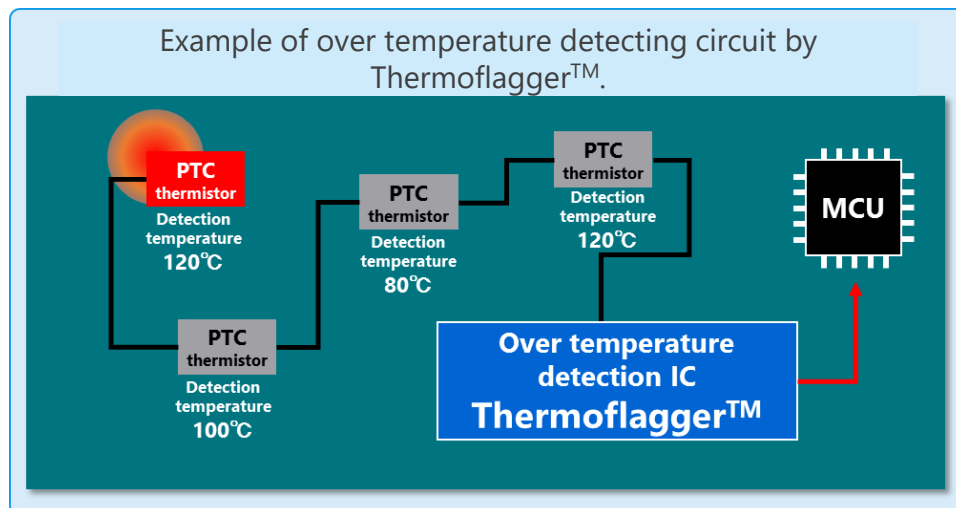 Example of over temperature detecting circuit by
Thermoflagger™.
PTC
thermistor
Detection
temperature
120℃
PTC
thermistor
Detection
temperature
100℃
PTC
thermistor
Detection
temperature
80℃
PTC
thermistor
Detection
temperature
120℃
MCU
Over temperature
detection IC
Thermoflagger™